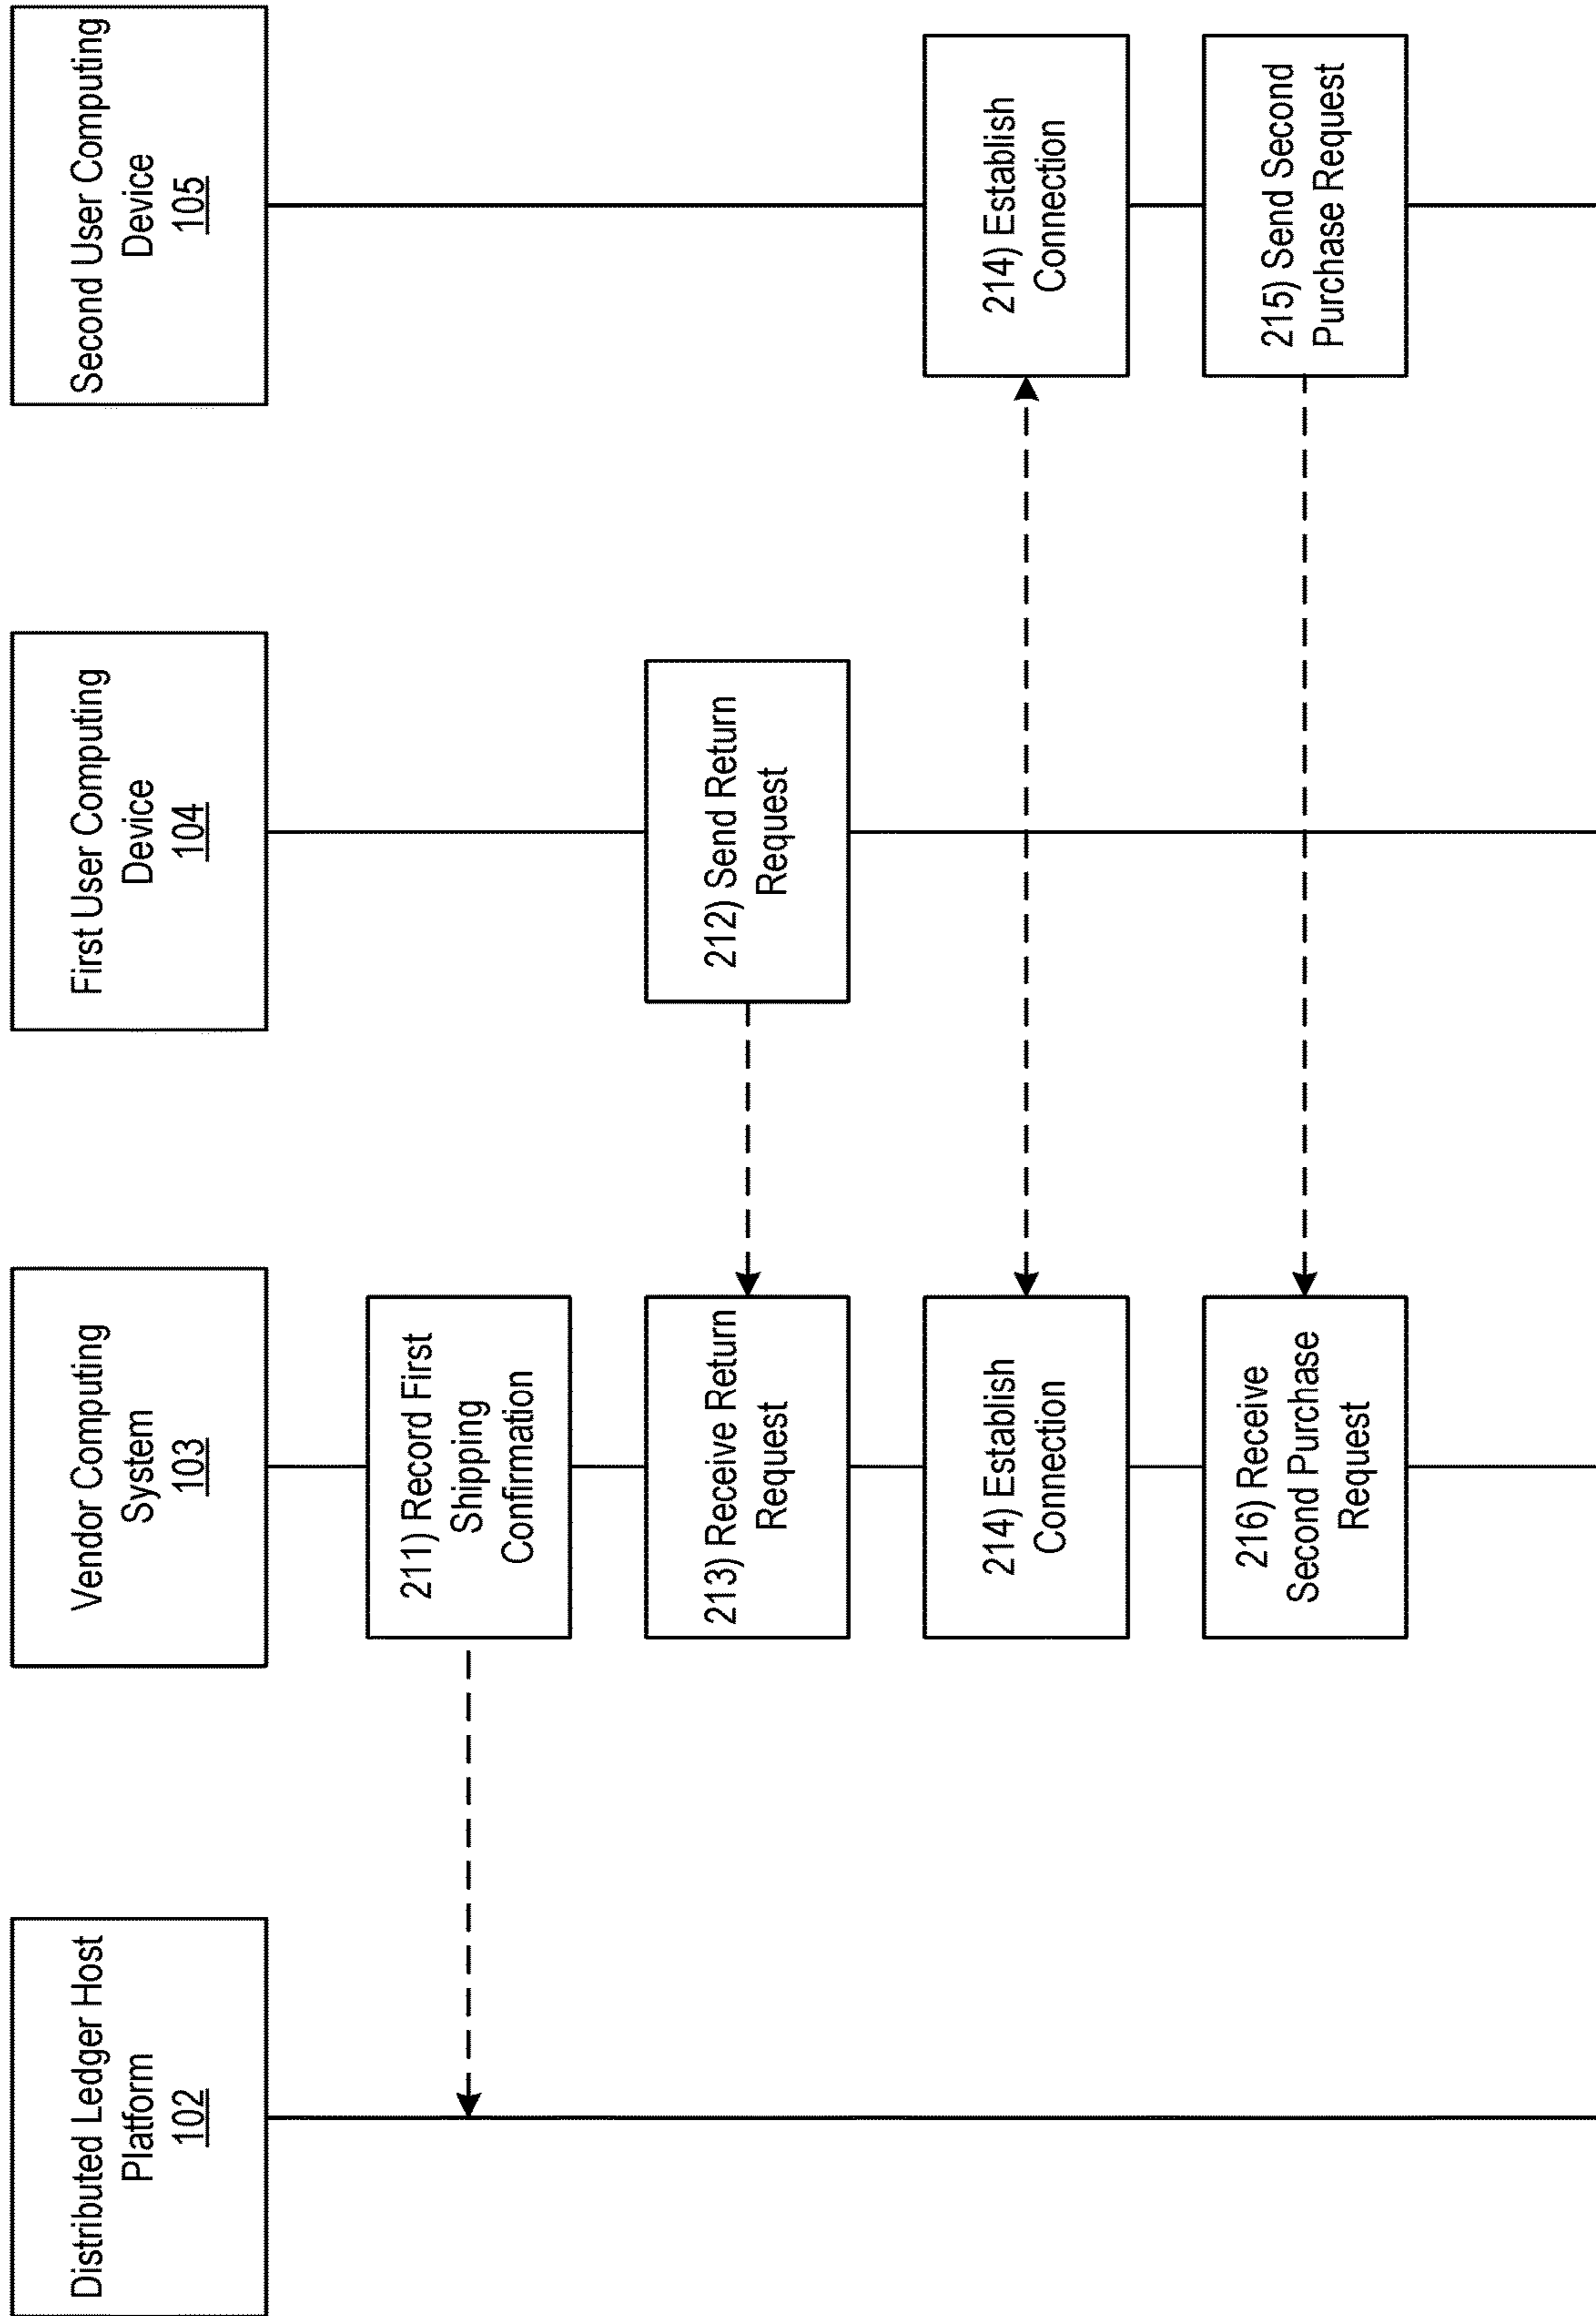 Distributed Ledger Host
Platform
102
Vendor Computing
System
103
First User Computing
Device
104
Second User Computing
Device
105
211) Record First
Shipping
Confirmation
212) Send Return
Request
213) Receive Return
Request
214) Establish
Connection
214) Establish
Connection
215) Send Second
Purchase Request
216) Receive
Second Purchase
Request